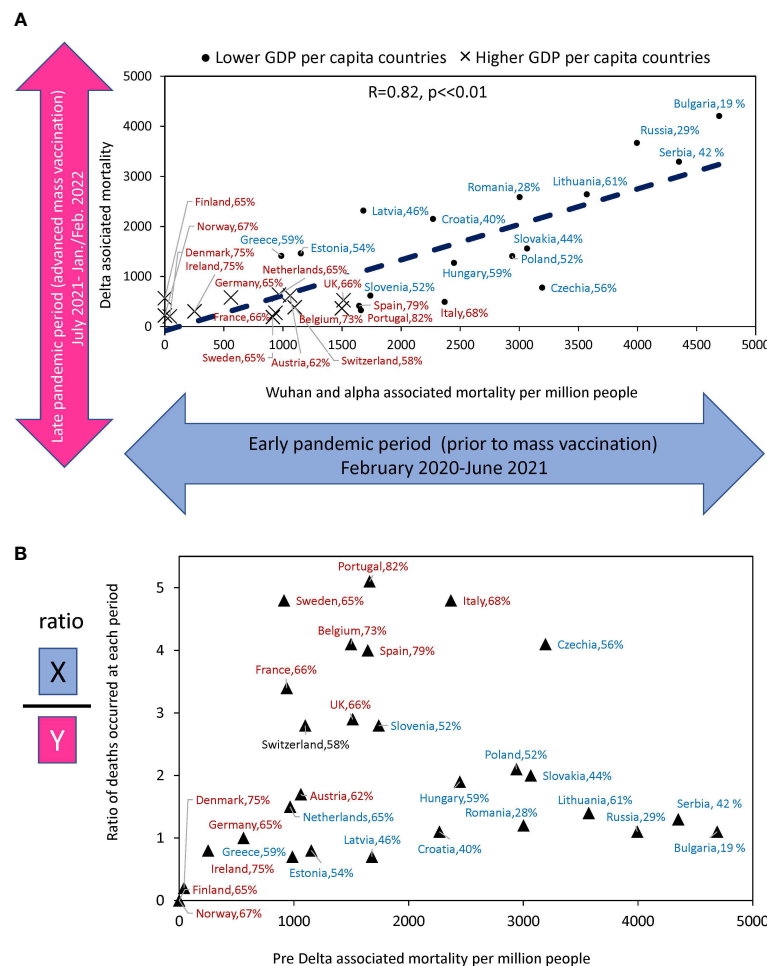 A
Late pandemic period (advanced mass vaccination)
July 2021- Jan./Feb. 2022
Lower GDP per capita countries
Higher GDP per capita countries
Delta asoiciated mortality
5000
4000
3000
2000
1000
0
R=0.82, p<<0.01
Bulgaria,19 %
Russia,29%
Serbia, 42 %
Lithuania,61%
Romania,28%
Finland,65%
Latvia,46%
Croatia,40%
Norway,67%
Greece,59%
Estonia,54%
Slovakia,44%
Denmark,75%
Poland,52%
Ireland,75%
Netherlands,65%
Hungary,59%
Germany,65%
UK,66%
Slovenia,52%
Czechia,56%
Spain,79%
Italy,68%
France,66%
Belgium,73%
Portugal,82%
Sweden,65%
Austria,62%
Switzerland,58%
0 500 1000 1500 2000 2500 3000 3500 4000 4500 5000
Wuhan and alpha associated mortality per million people
Early pandemic period (prior to mass vaccination)
February 2020-June 2021
B
ratio
X
Y
Ratio of deaths occurred at each period
5
4
3
2
1
0
Portugal,82%
Sweden,65%
Italy,68%
Belgium,73%
Spain,79%
Czechia,56%
France,66%
UK,66%
Slovenia,52%
Switzerland,58%
Poland,52%
Slovakia,44%
Denmark,75%
Austria,62%
Hungary,59%
Lithuania,61%
Serbia, 42 %
Netherlands,65%
Romania,28%
Russia,29%
Germany,65%
Latvia,46%
Greece,59%
Croatia,40%
Bulgaria,19%
Ireland,75%
Estonia,54%
Finland,65%
Norway,67%
0 1000 2000 3000 4000 5000
Pre Delta associated mortality per million people